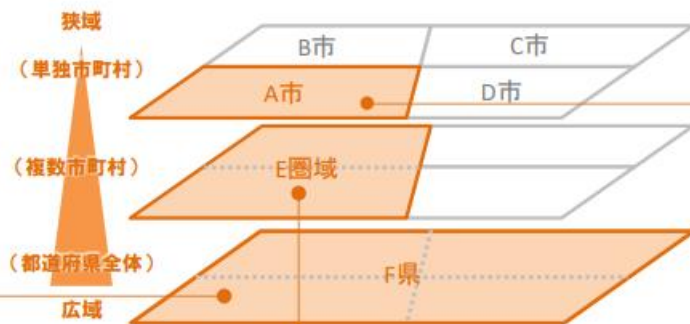 狭域
B市
C市
（単独市町村）
A市
D市
（複数市町村）
E圏域
（都道府県全体）
F県
広域